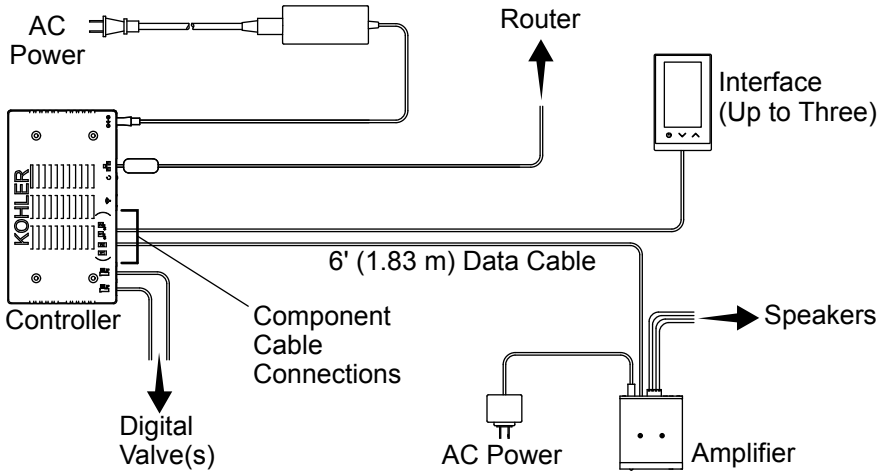 AC
Power
Router
Interface
(Up to Three)
KOHLER
6' (1.83 m) Data Cable
Controller
Component
Cable
Connections
Speakers
Digital
Valve(s)
AC Power
Amplifier